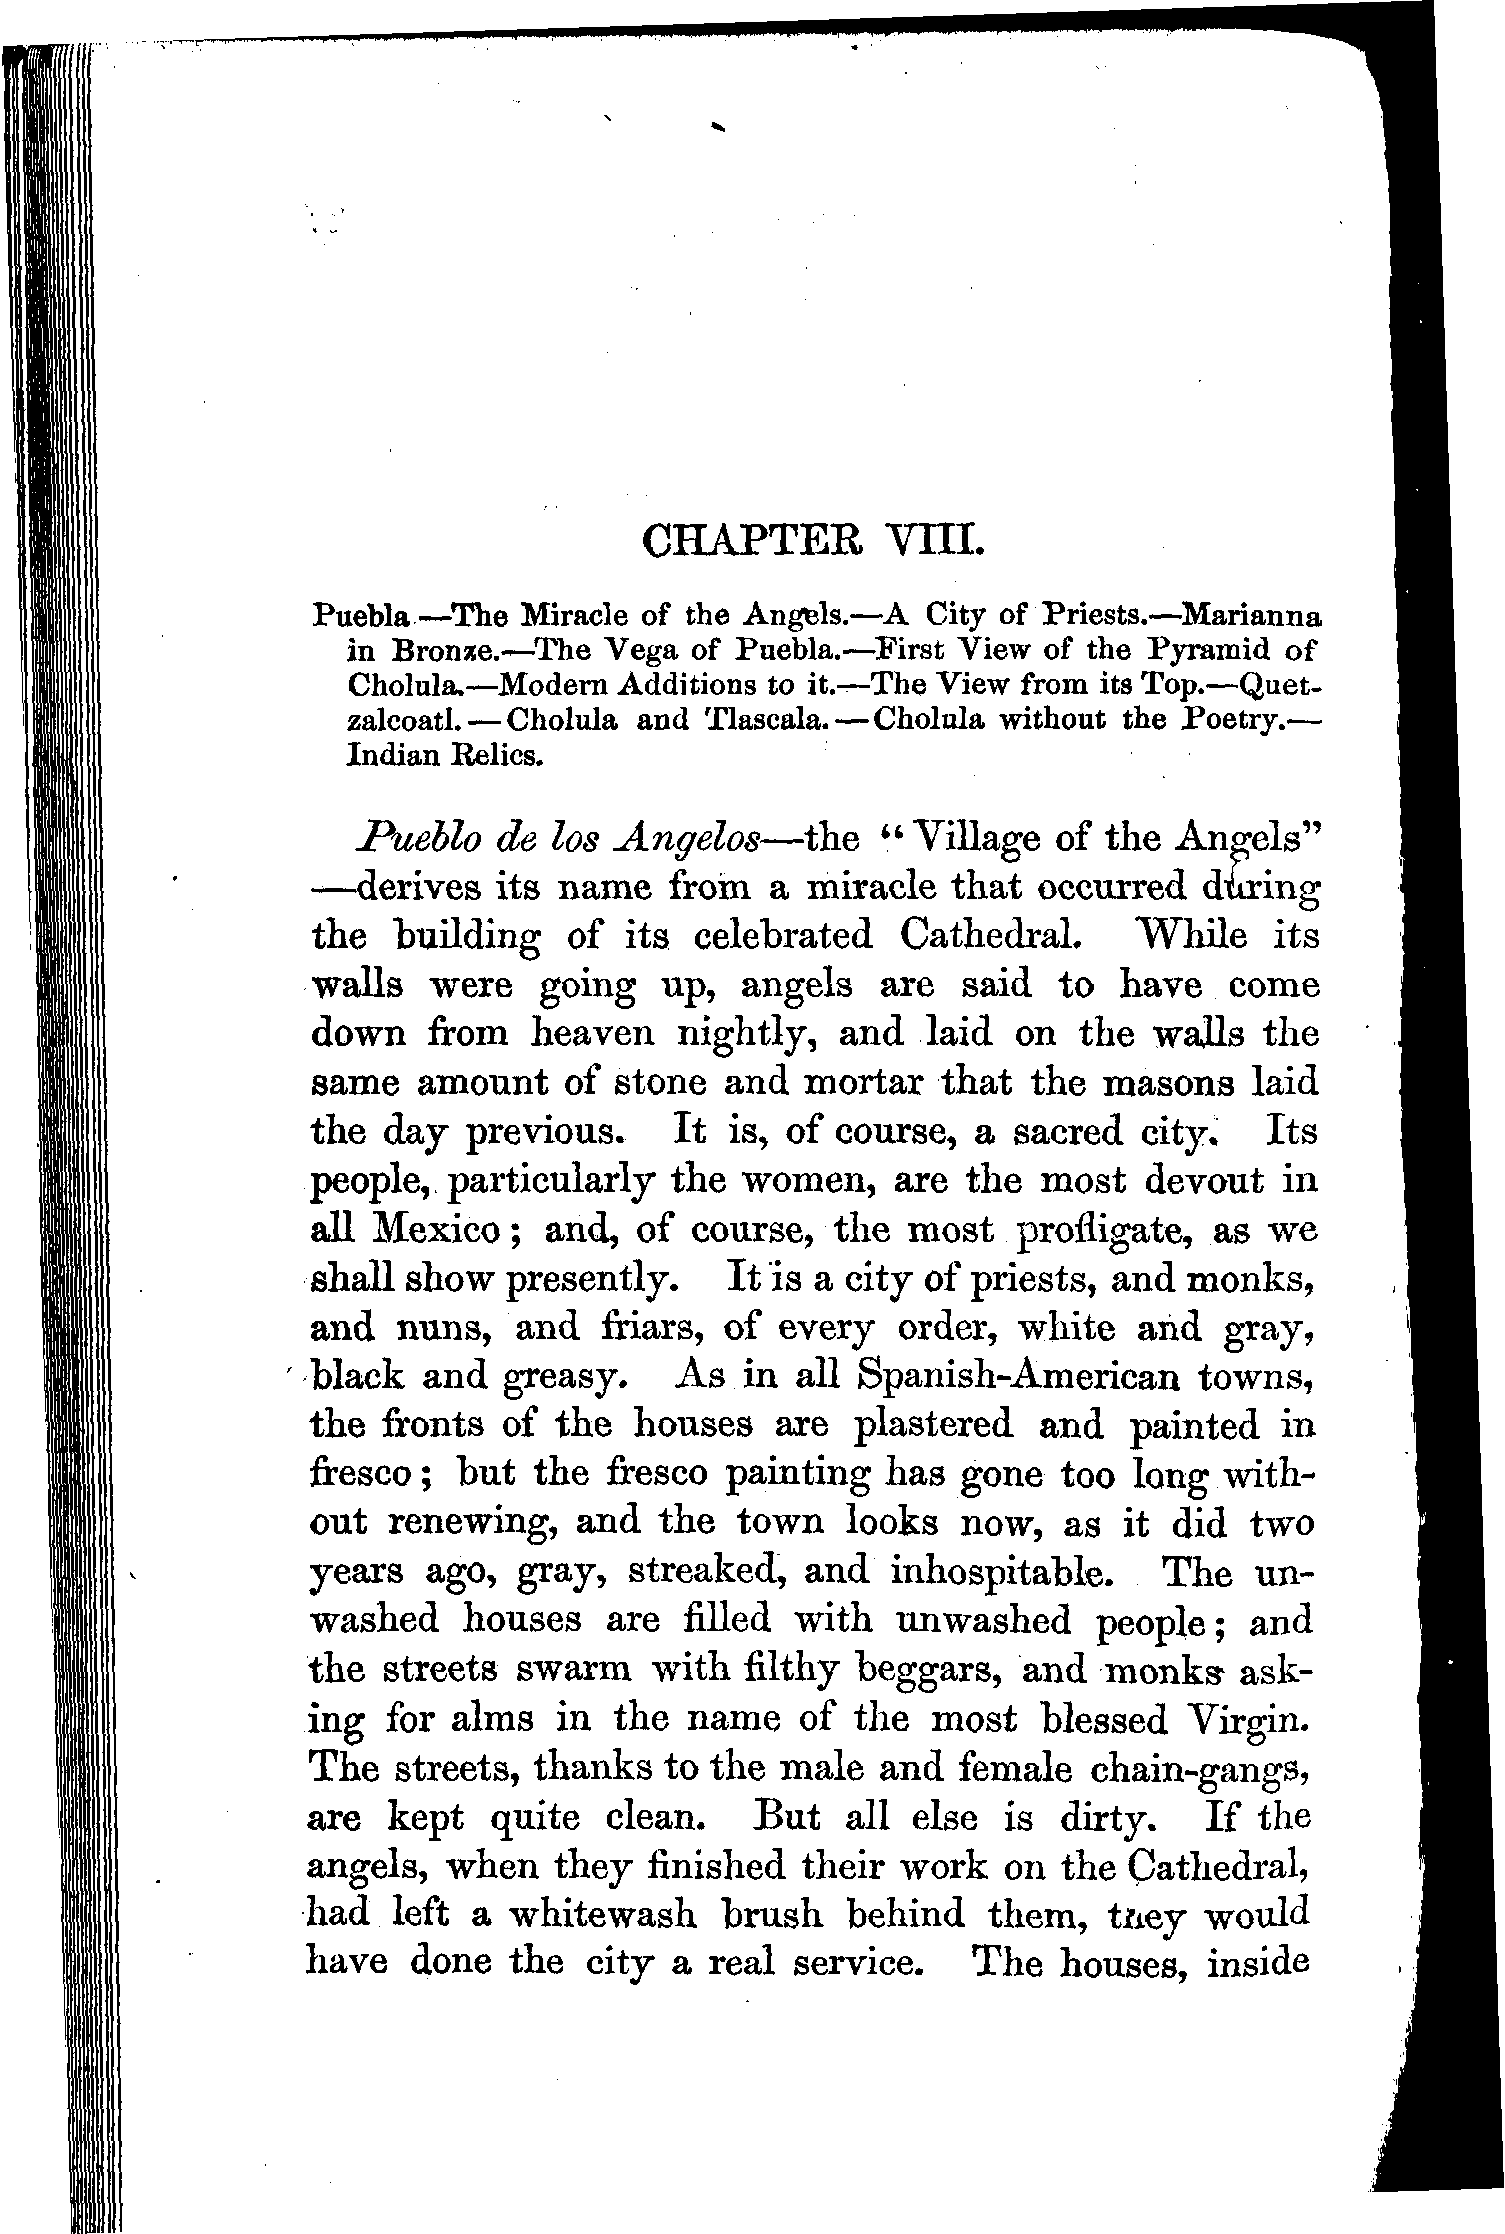 CHAPTER VIII.
Puebla.—The Miracle of the Angels.—A City of Priests.—Marianna
in Bronze.—The Vega of Puebla.—First View of the Pyramid of
Cholula.—Modern Additions to it.—The View from its Top.—Quet-
zalcoatl.—Cholula and Tlascala.—Cholula without the Poetry.—
Indian Relics.
Pueblo de los Angelos—the “Village of the Angels”
—derives its name from a miracle that occurred during
the building of its celebrated Cathedral. While its
walls were going up, angels are said to have come
down from heaven nightly, and laid on the walls the
same amount of stone and mortar that the masons laid
the day previous. It is, of course, a sacred city. Its
people, particularly the women, are the most devout in
all Mexico; and, of course, the most profligate, as we
shall show presently. It is a city of priests, and monks,
and nuns, and friars, of every order, white and gray,
black and greasy. As in all Spanish-American towns,
the fronts of the houses are plastered and painted in
fresco; but the fresco painting has gone too long with-
out renewing, and the town looks now, as it did two
years ago, gray, streaked, and inhospitable. The un-
washed houses are filled with unwashed people; and
the streets swarm with filthy beggars, and monks ask-
ing for alms in the name of the most blessed Virgin.
The streets, thanks to the male and female chain-gangs,
are kept quite clean. But all else is dirty. If the
angels, when they finished their work on the Cathedral,
had left a whitewash brush behind them, they would
have done the city a real service. The houses, inside